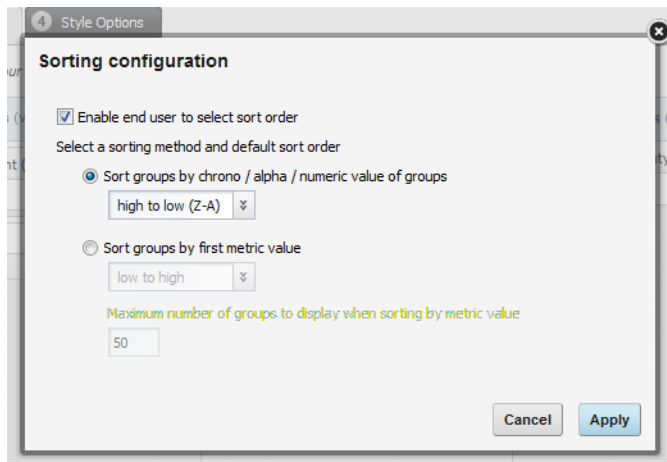 4 Style Options
Sorting configuration
Enable end user to select sort order
Select a sorting method and default sort order
Sort groups by chrono / alpha / numeric value of groups
high to low (Z-A)
Sort groups by first metric value
low to high
Maximum number of groups to display when sorting by metric value
50
Cancel
Apply